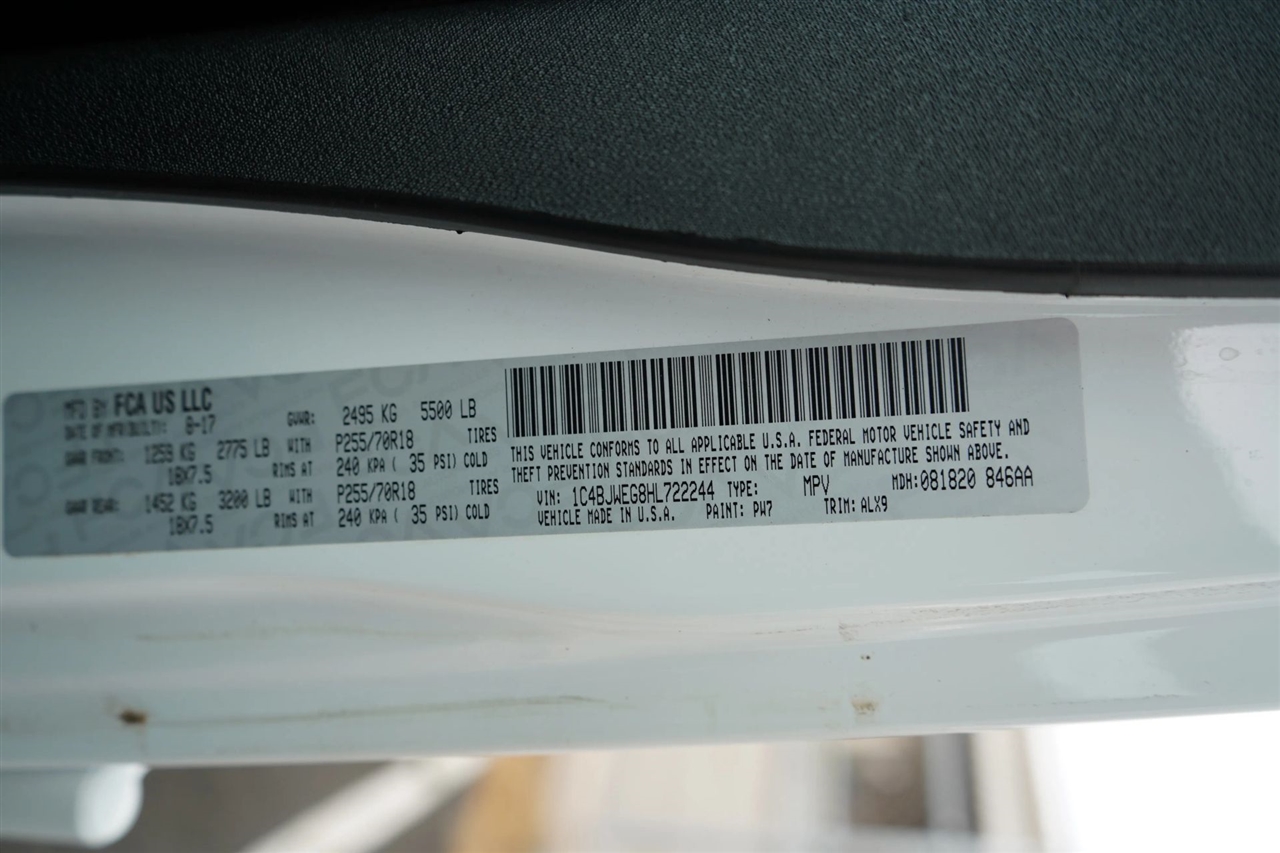 MFD BY FCA US LLC
DATE OF MFR/BUILT: 8-17 GVWR: 2495 KG 5500 LB
GAWR FRONT: 1259 KG 2775 LB WITH P255/70R18 TIRES
18X7.5 RIMS AT 240 KPA ( 35 PSI) COLD
GAWR REAR: 1452 KG 3200 LB WITH P255/70R18 TIRES
18X7.5 RIMS AT 240 KPA ( 35 PSI) COLD
THIS VEHICLE CONFORMS TO ALL APPLICABLE U.S.A. FEDERAL MOTOR VEHICLE SAFETY AND
THEFT PREVENTION STANDARDS IN EFFECT ON THE DATE OF MANUFACTURE SHOWN ABOVE.
VIN: 1C4BJWEG8HL722244 TYPE: MPV MDH: 081820 846AA
VEHICLE MADE IN U.S.A. PAINT: PW7 TRIM: ALX9